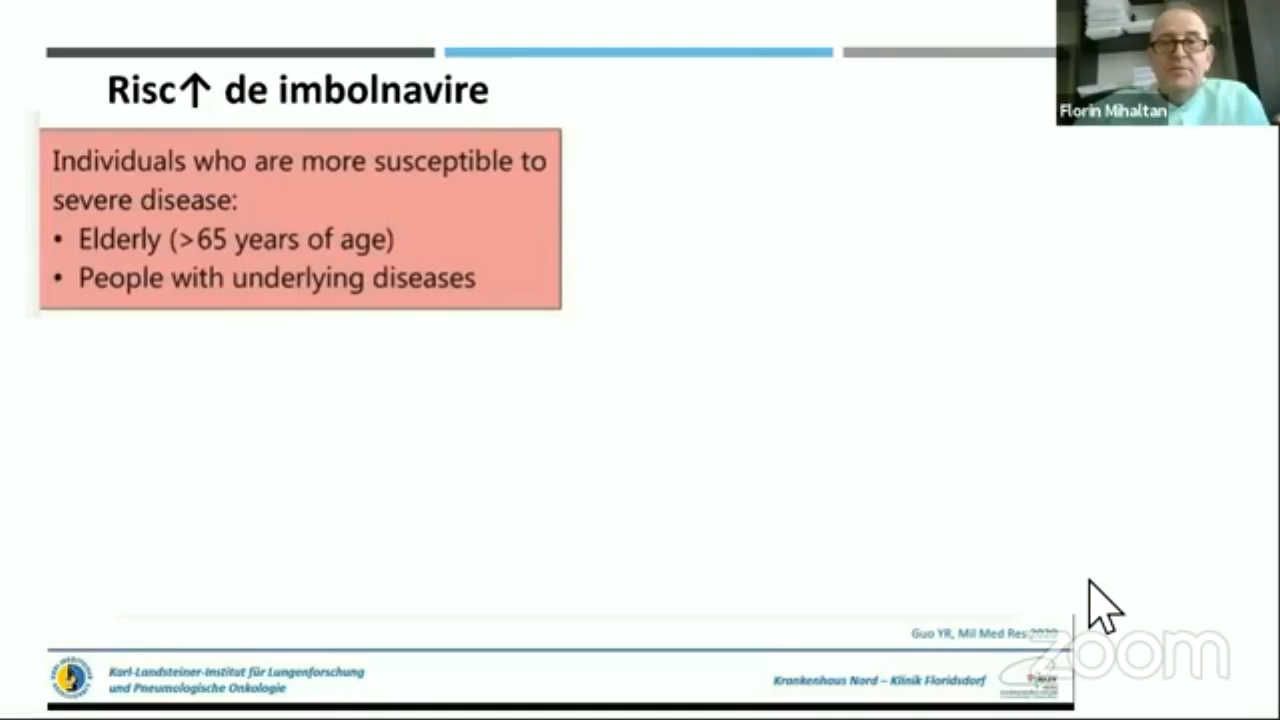 Risc↑ de imbolnavire
Florin Mihaltan
Individuals who are more susceptible to
severe disease:
• Elderly (>65 years of age)
• People with underlying diseases
Guo YR, Mil Med Res 2020
zoom
Karl-Landsteiner-Institut für Lungenforschung
und Pneumologische Onkologie
Krankenhaus Nord – Klinik Floridsdorf